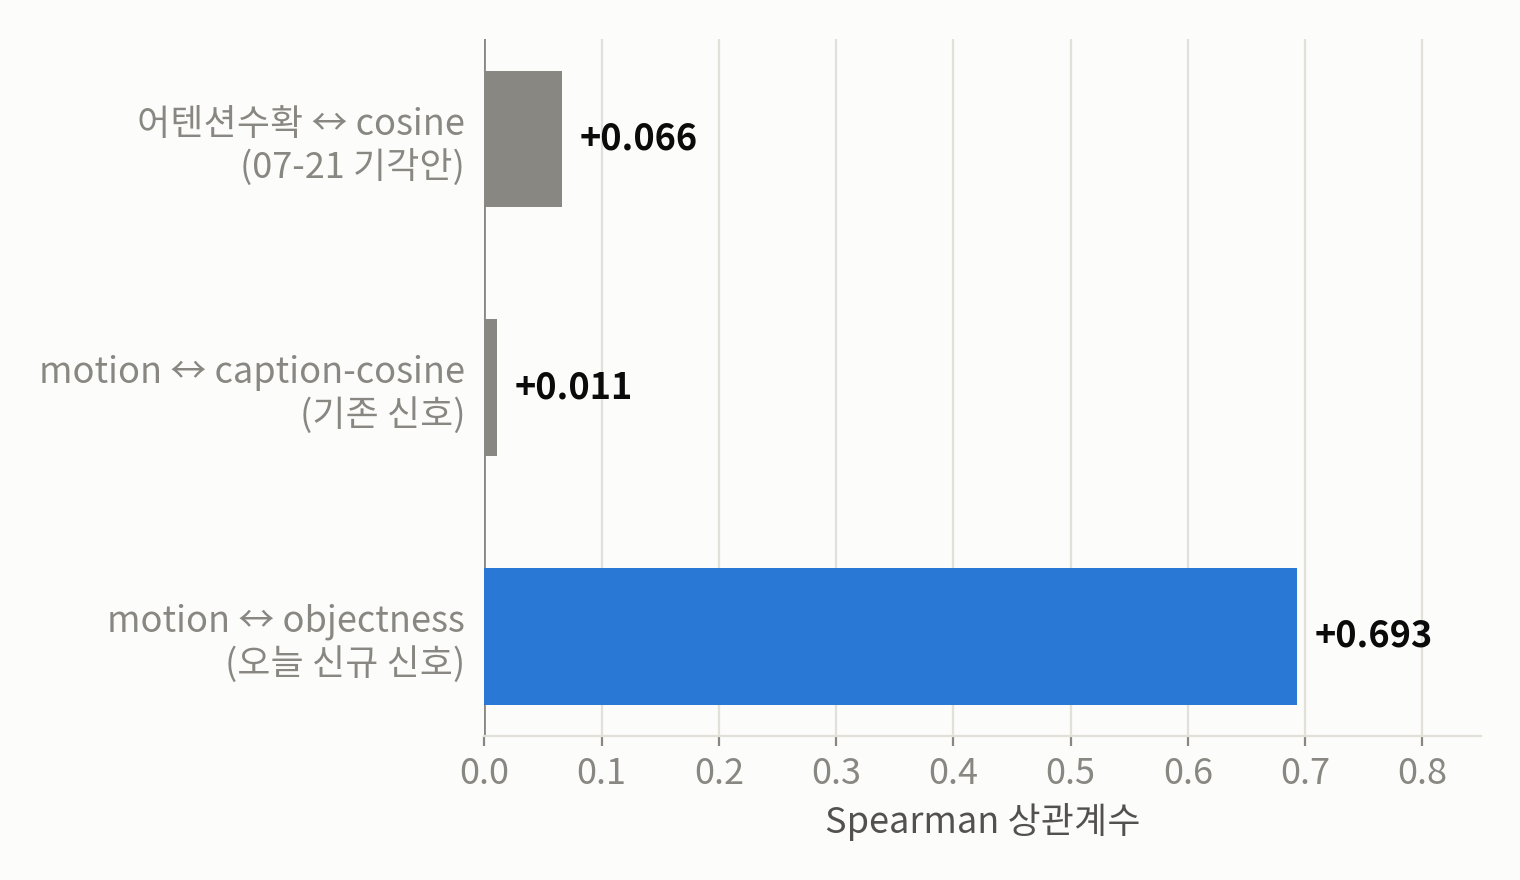 어텐션수확 ↔ cosine
(07-21 기각안)
+0.066
motion ↔ caption-cosine
(기존 신호)
+0.011
motion ↔ objectness
(오늘 신규 신호)
+0.693
0.0 0.1 0.2 0.3 0.4 0.5 0.6 0.7 0.8
Spearman 상관계수